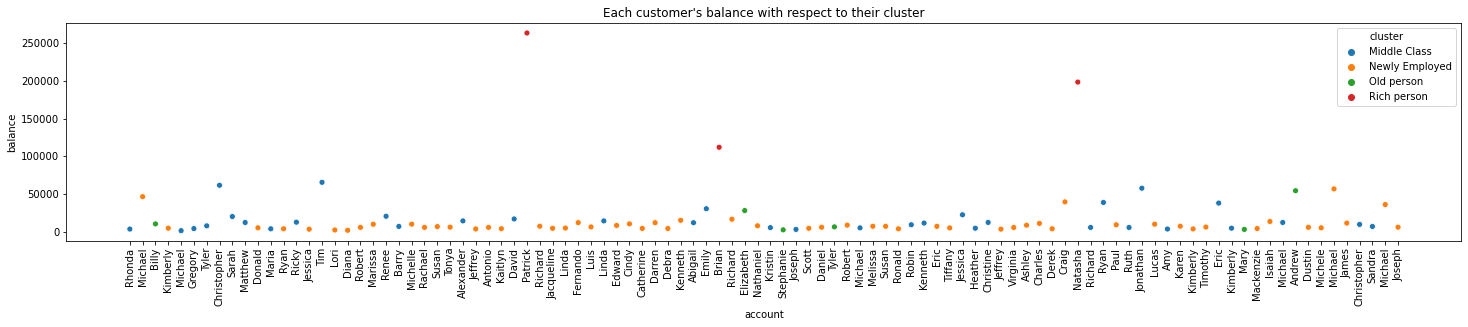 Each customer's balance with respect to their cluster
cluster
Middle Class
Newly Employed
Old person
Rich person
balance
250000
200000
150000
100000
50000
0
Rhonda
Michael
Billy
Kimberly
Michael
Gregory
Tyler
Christopher
Sarah
Matthew
Donald
Maria
Ryan
Ricky
Jessica
Tim
Lori
Diana
Robert
Marissa
Renee
Barry
Michelle
Rachael
Susan
Tonya
Alexander
Jeffrey
Antonio
Kaitlyn
David
Patrick
Richard
Jacqueline
Linda
Fernando
Luis
Linda
Edward
Cindy
Catherine
Darren
Debra
Kenneth
Abigail
Emily
Brian
Richard
Elizabeth
Nathaniel
Kristin
Stephanie
Joseph
Scott
Daniel
Tyler
Robert
Michael
Melissa
Susan
Ronald
Robin
Kenneth
Eric
Tiffany
Jessica
Heather
Christine
Jeffrey
Virginia
Ashley
Charles
Derek
Craig
Natasha
Richard
Ryan
Paul
Ruth
Jonathan
Lucas
Amy
Karen
Kimberly
Timothy
Eric
Kimberly
Mary
Mackenzie
Isaiah
Michael
Andrew
Dustin
Michele
Michael
James
Christopher
Sandra
Michael
Joseph
account